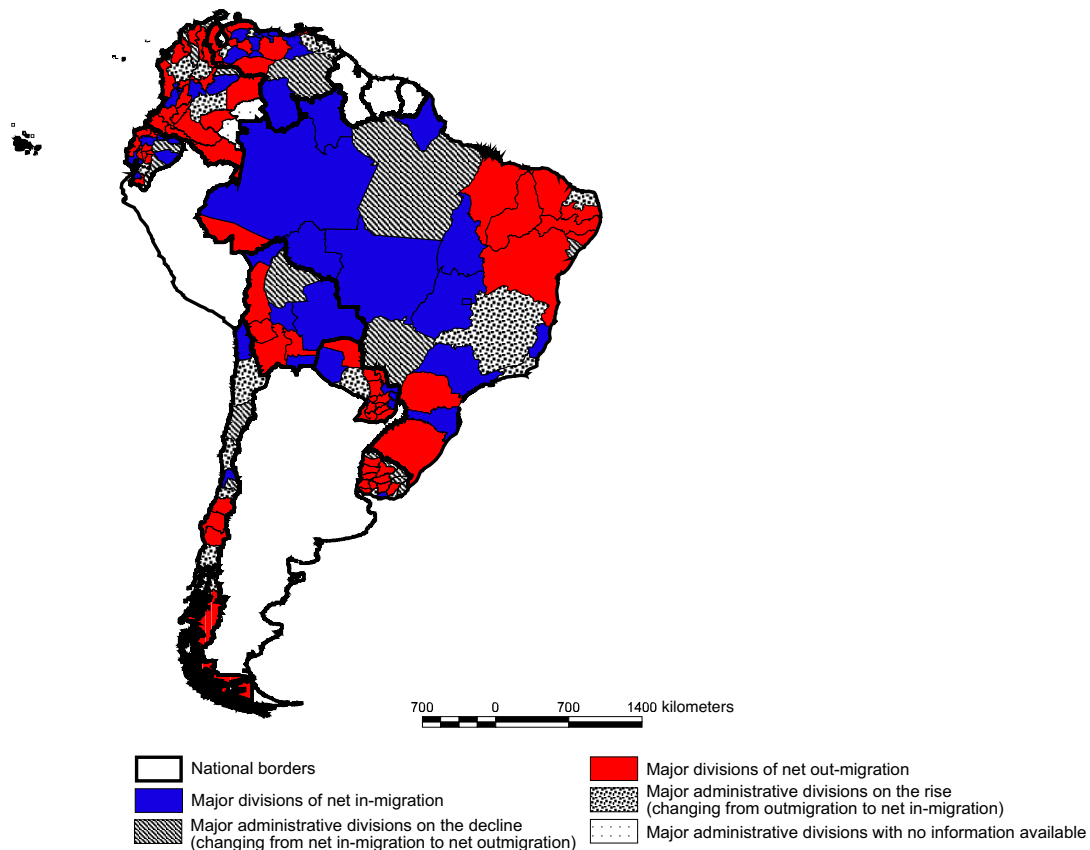 700 0 700 1400 kilometers
National borders
Major divisions of net in-migration
Major administrative divisions on the decline
(changing from net in-migration to net outmigration)
Major divisions of net out-migration
Major administrative divisions on the rise
(changing from outmigration to net in-migration)
Major administrative divisions with no information available